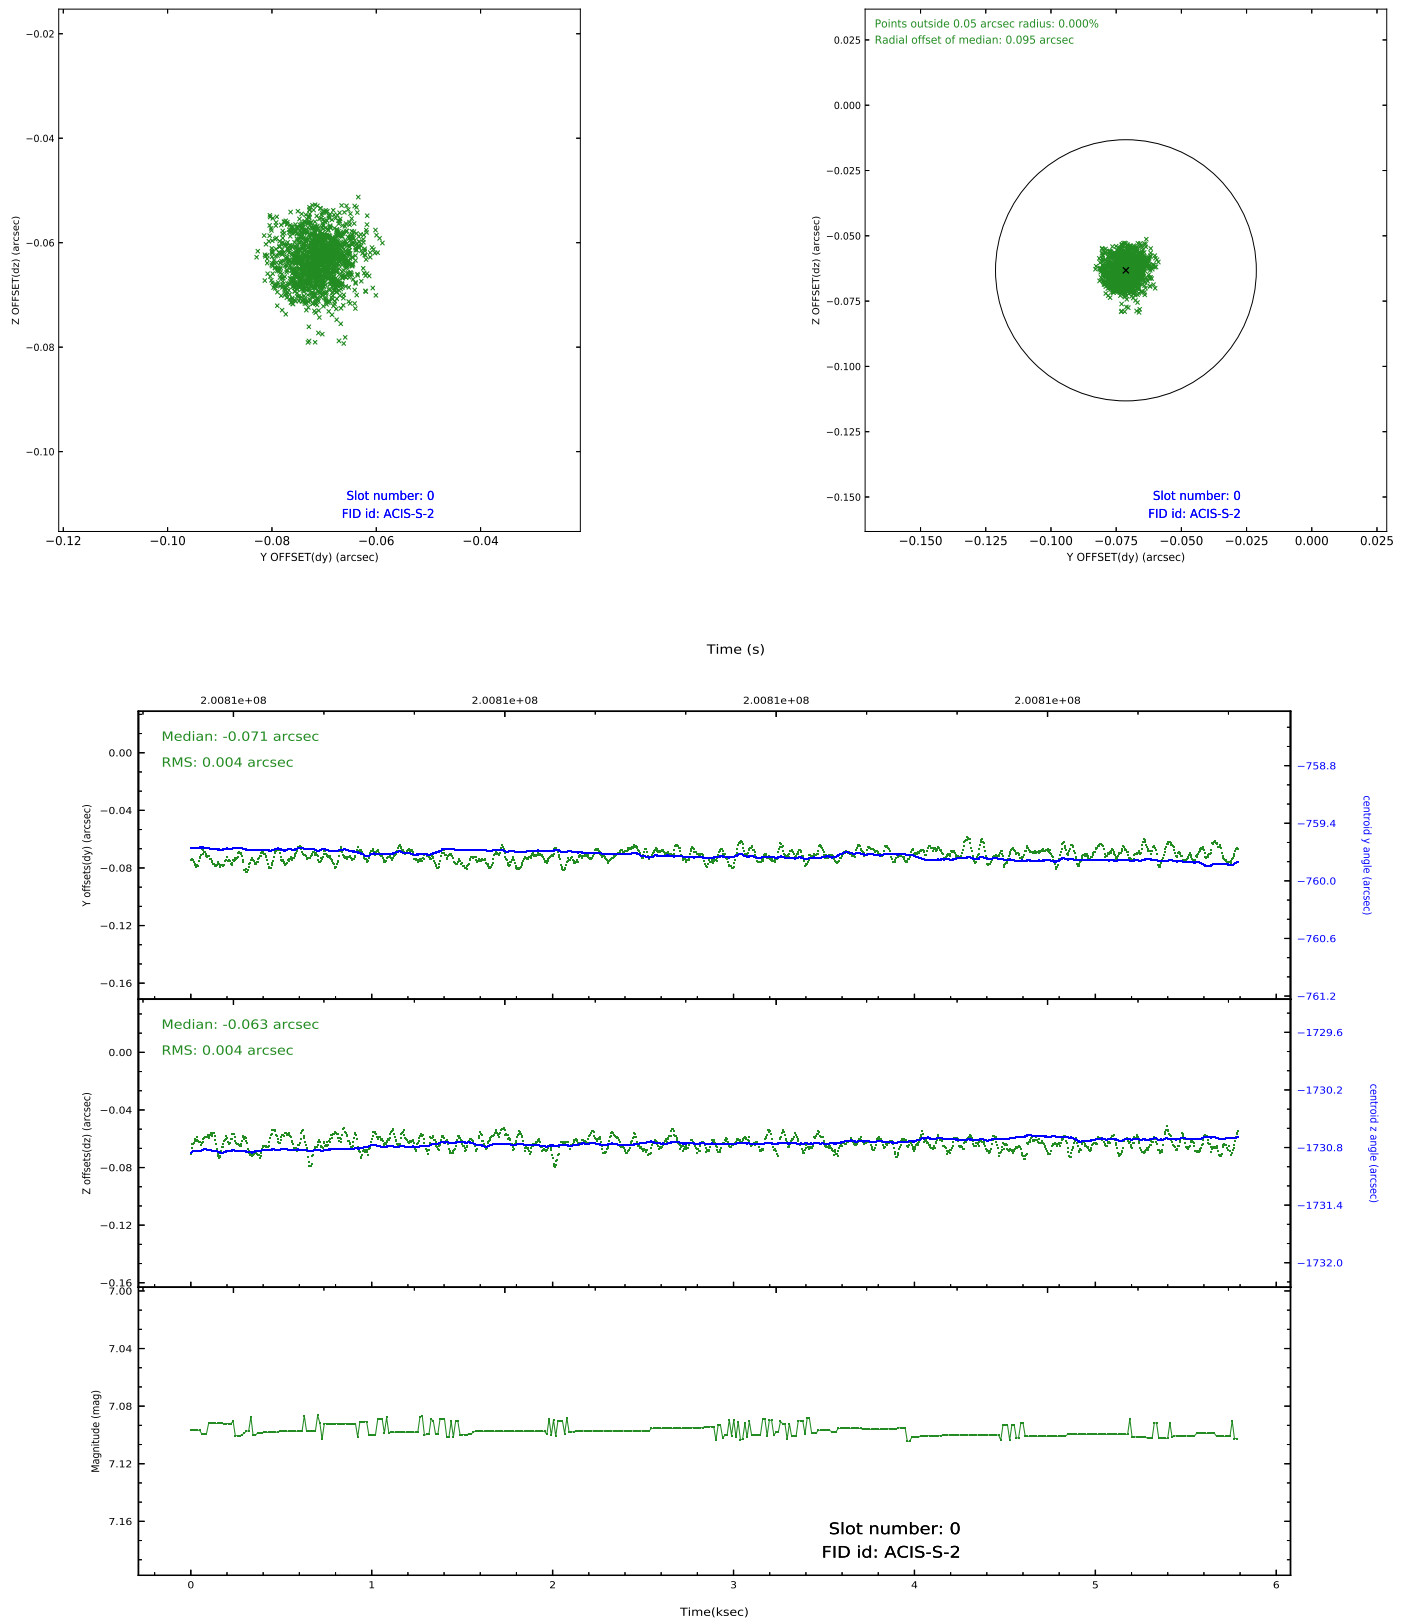 −0.02
−0.04
−0.06
−0.08
−0.10
Z OFFSET(dz) (arcsec)
Slot number: 0
FID id: ACIS-S-2
−0.12 −0.10 −0.08 −0.06 −0.04
Y OFFSET(dy) (arcsec)
Points outside 0.05 arcsec radius: 0.000%
Radial offset of median: 0.095 arcsec
0.025
0.000
−0.025
−0.050
−0.075
−0.100
−0.125
−0.150
Z OFFSET(dz) (arcsec)
Slot number: 0
FID id: ACIS-S-2
−0.150 −0.125 −0.100 −0.075 −0.050 −0.025 0.000 0.025
Y OFFSET(dy) (arcsec)
Time (s)
2.0081e+08 2.0081e+08 2.0081e+08 2.0081e+08
Median: -0.071 arcsec
RMS: 0.004 arcsec
0.00
−0.04
−0.08
−0.12
−0.16
Y offsets(dy) (arcsec)
−758.8
−759.4
−760.0
−760.6
−761.2
centroid y angle (arcsec)
Median: -0.063 arcsec
RMS: 0.004 arcsec
0.00
−0.04
−0.08
−0.12
−0.16
Z offsets(dz) (arcsec)
−1729.6
−1730.2
−1730.8
−1731.4
−1732.0
centroid z angle (arcsec)
7.00
7.04
7.08
7.12
7.16
Magnitude (mag)
Slot number: 0
FID id: ACIS-S-2
0 1 2 3 4 5 6
Time(ksec)